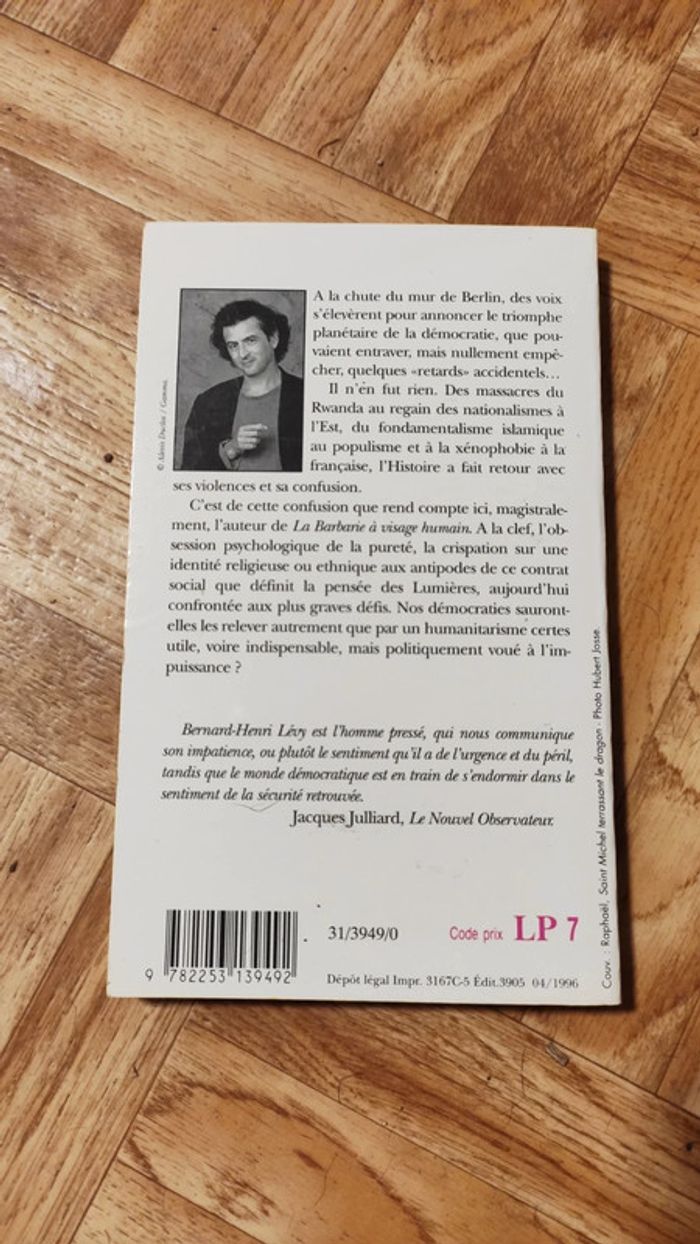 A la chute du mur de Berlin, des voix
s'élevèrent pour annoncer le triomphe
planétaire de la démocratie, que pou-
vaient entraver, mais nullement empê-
cher, quelques «retards» accidentels...
Il n'en fut rien. Des massacres du
Rwanda au regain des nationalismes à
l'Est, du fondamentalisme islamique
au populisme et à la xénophobie à la
française, l'Histoire a fait retour avec
ses violences et sa confusion.
C'est de cette confusion que rend compte ici, magistrale-
ment, l'auteur de La Barbarie à visage humain. A la clef, l'ob-
session psychologique de la pureté, la crispation sur une
identité religieuse ou ethnique aux antipodes de ce contrat
social que définit la pensée des Lumières, aujourd'hui
confrontée aux plus graves défis. Nos démocraties sauront-
elles les relever autrement que par un humanitarisme certes
utile, voire indispensable, mais politiquement voué à l'im-
puissance ?
© Alexis Duclos / Gamma.
Bernard-Henri Lévy est l'homme pressé, qui nous communique
son impatience, ou plutôt le sentiment qu'il a de l'urgence et du péril,
tandis que le monde démocratique est en train de s'endormir dans le
sentiment de la sécurité retrouvée.
Jacques Julliard, Le Nouvel Observateur.
Couv. : Raphaël, Saint Michel terrassant le dragon - Photo Hubert Josse.
31/3949/0
Code prix LP 7
9 782253 139492
Dépôt légal Impr. 3167C-5 Édit.3905 04/1996